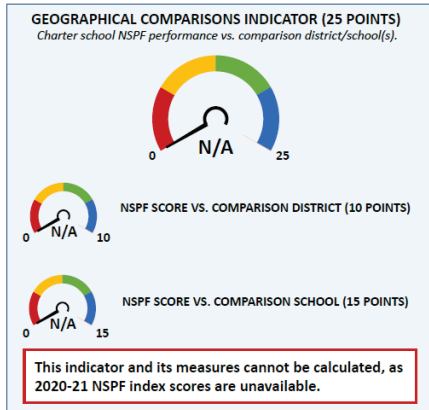 GEOGRAPHICAL COMPARISONS INDICATOR (25 POINTS)
Charter school NSPF performance vs. comparison district/school(s).
N/A
0
25
NSPF SCORE VS. COMPARISON DISTRICT (10 POINTS)
0
N/A
10
NSPF SCORE VS. COMPARISON SCHOOL (15 POINTS)
0
N/A
15
This indicator and its measures cannot be calculated, as
2020-21 NSPF index scores are unavailable.